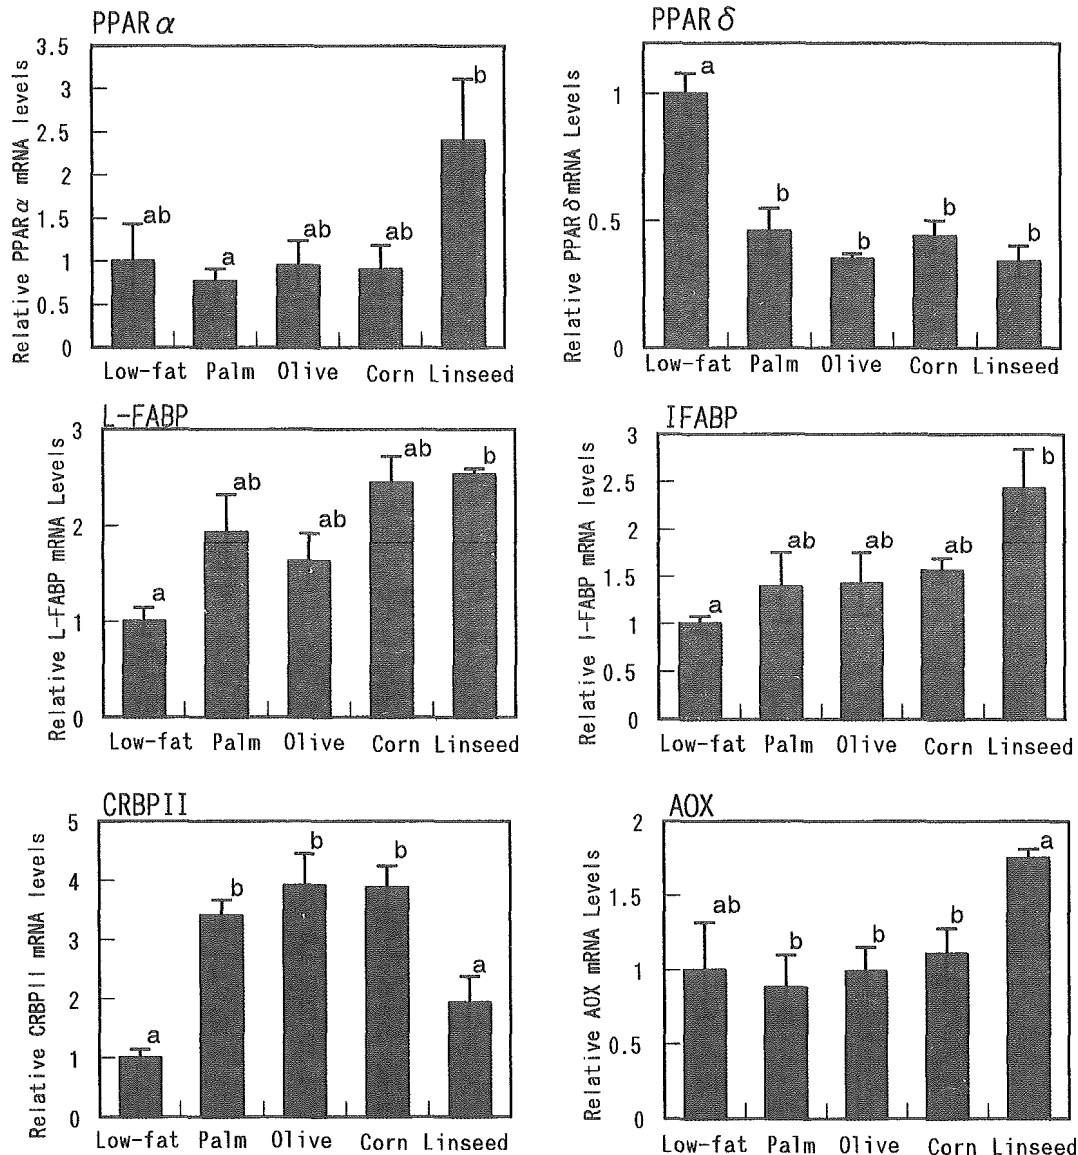 PPARα
Relative PPARα mRNA levels
3.5
3
2.5
2
1.5
1
0.5
0
ab
a
ab
ab
b
Low-fat Palm Olive Corn Linseed
PPARδ
Relative PPARδmRNA Levels
1
0.5
0
a
b
b
b
b
Low-fat Palm Olive Corn Linseed
L-FABP
Relative L-FABP mRNA Levels
3
2
1
0
a
ab
ab
ab
b
Low-fat Palm Olive Corn Linseed
IFABP
Relative I-FABP mRNA levels
3
2.5
2
1.5
1
0.5
0
a
ab
ab
ab
b
Low-fat Palm Olive Corn Linseed
CRBPII
Relative CRBPII mRNA levels
5
4
3
2
1
0
a
b
b
b
a
Low-fat Palm Olive Corn Linseed
AOX
Relative AOX mRNA Levels
2
1.5
1
0.5
0
ab
b
b
b
a
Low-fat Palm Olive Corn Linseed